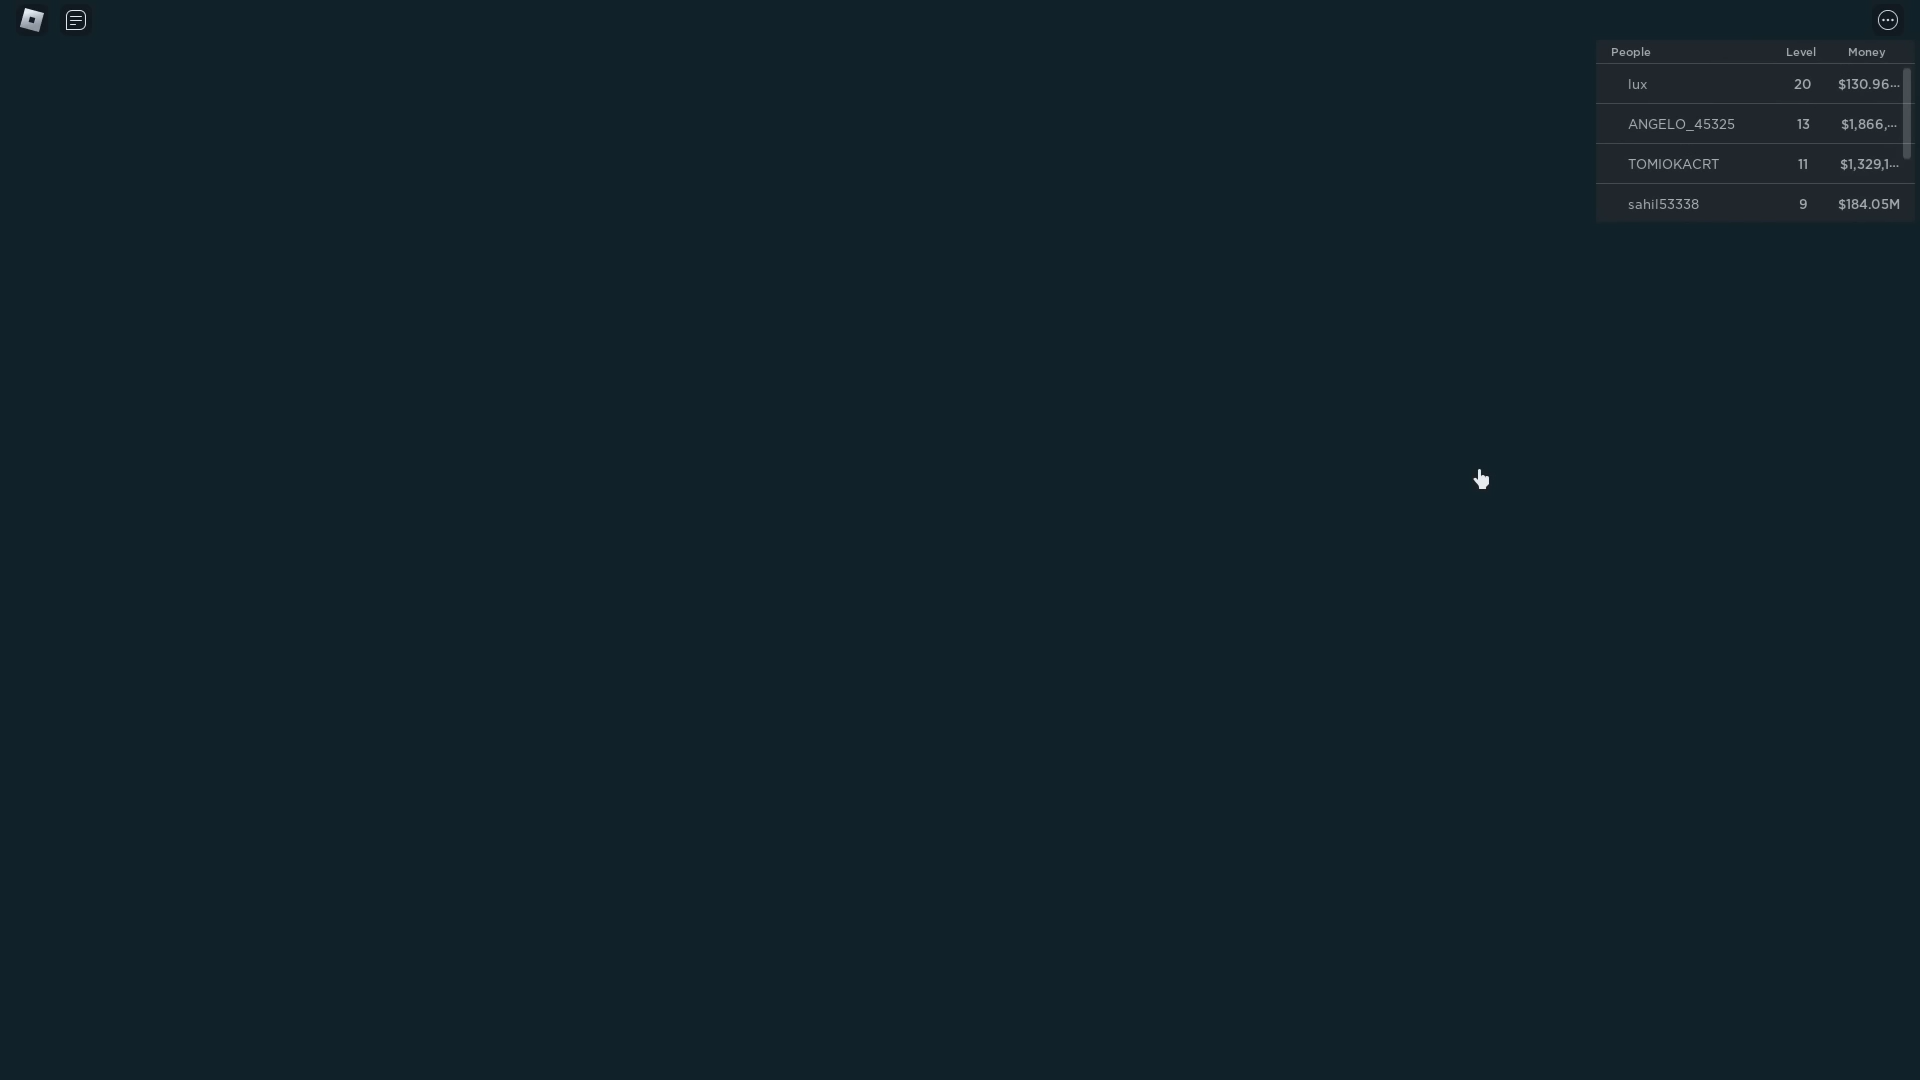 People Level Money
lux 20 $130.96...
ANGELO_45325 13 $1,866,...
TOMIOKACRT 11 $1,329,1...
sahil53338 9 $184.05M